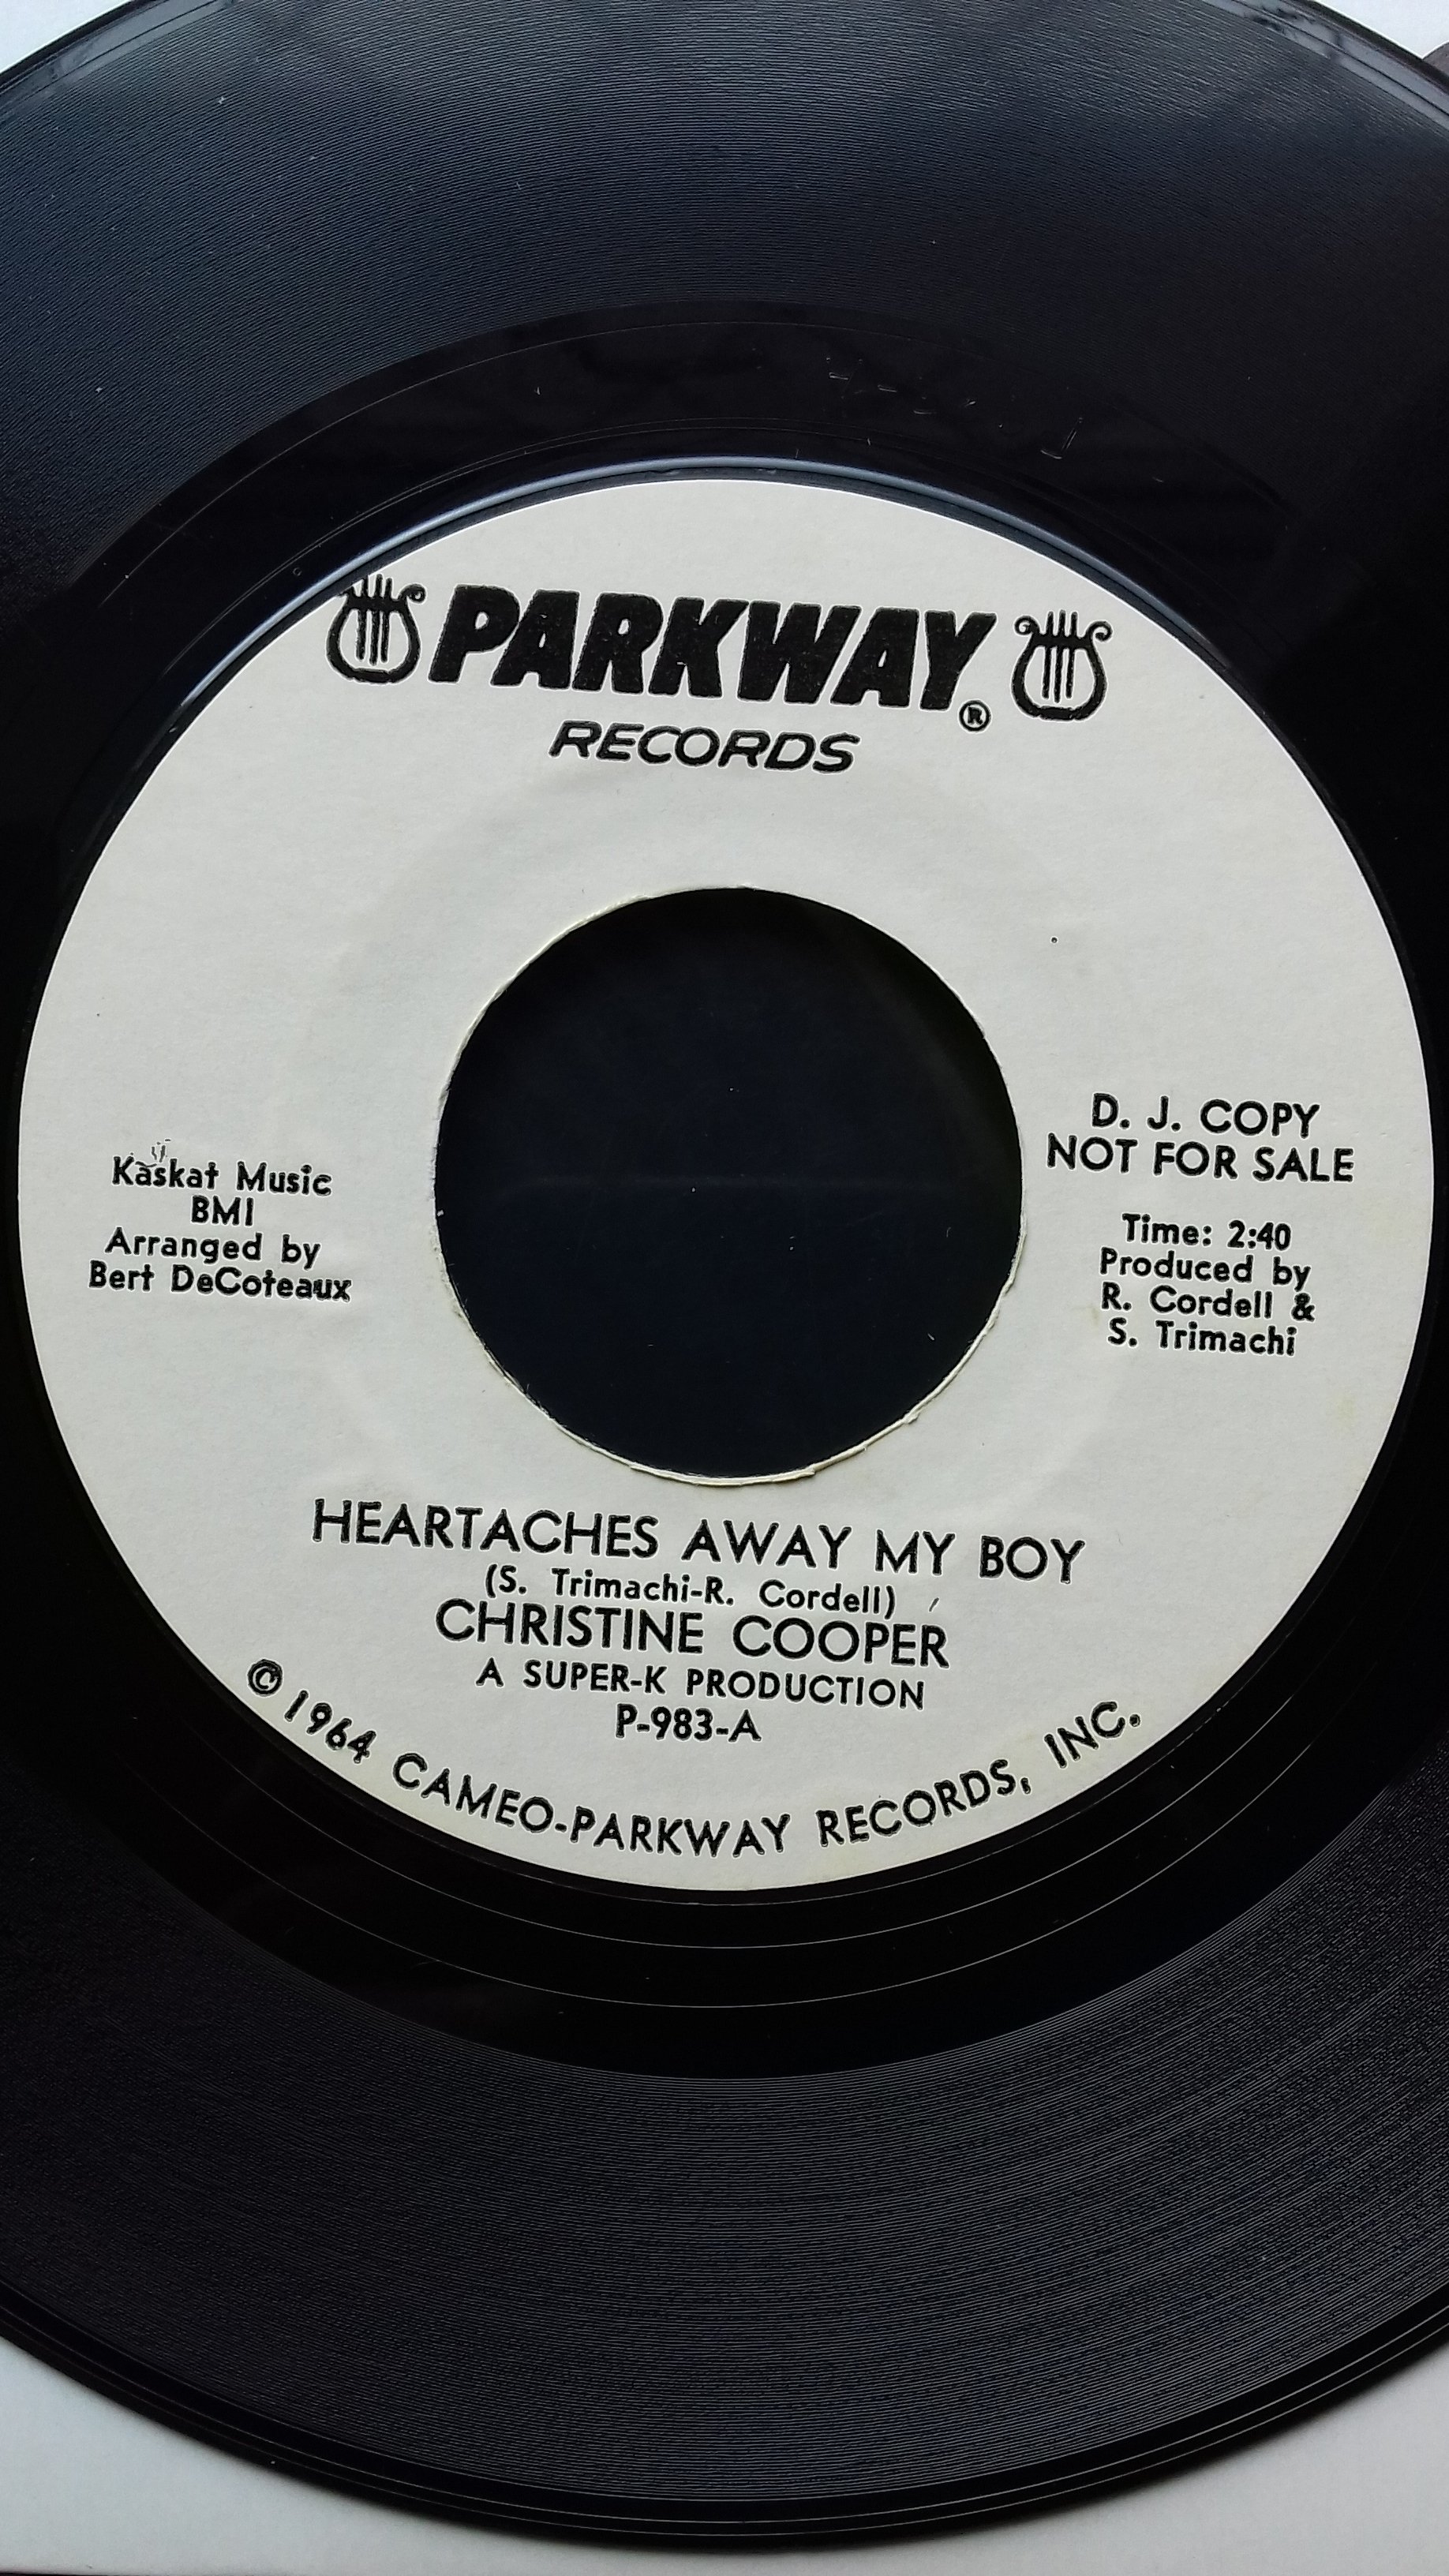 PARKWAY ®
RECORDS
D. J. COPY
NOT FOR SALE
Kaskat Music
BMI
Arranged by
Bert DeCoteaux
Time: 2:40
Produced by
R. Cordell &
S. Trimachi
HEARTACHES AWAY MY BOY
(S. Trimachi-R. Cordell)
CHRISTINE COOPER
A SUPER-K PRODUCTION
P-983-A
© 1964 CAMEO-PARKWAY RECORDS, INC.